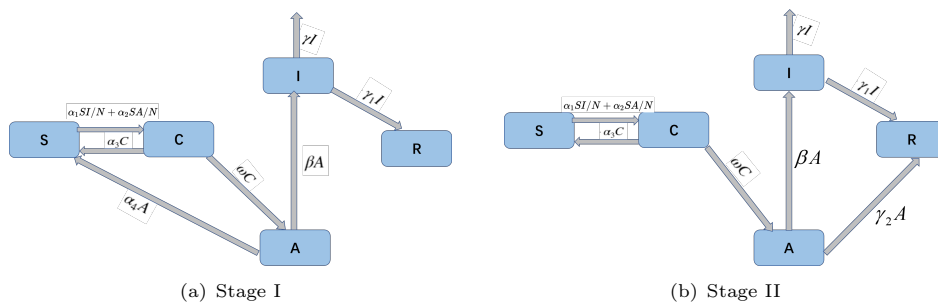 γI
I
γ₁I
α₁SI/N + α₂SA/N
S
α₃C
C
R
ωC
βA
α₄A
A
(a) Stage I
γI
I
γ₁I
α₁SI/N + α₂SA/N
S
α₃C
C
R
ωC
βA
γ₂A
A
(b) Stage II